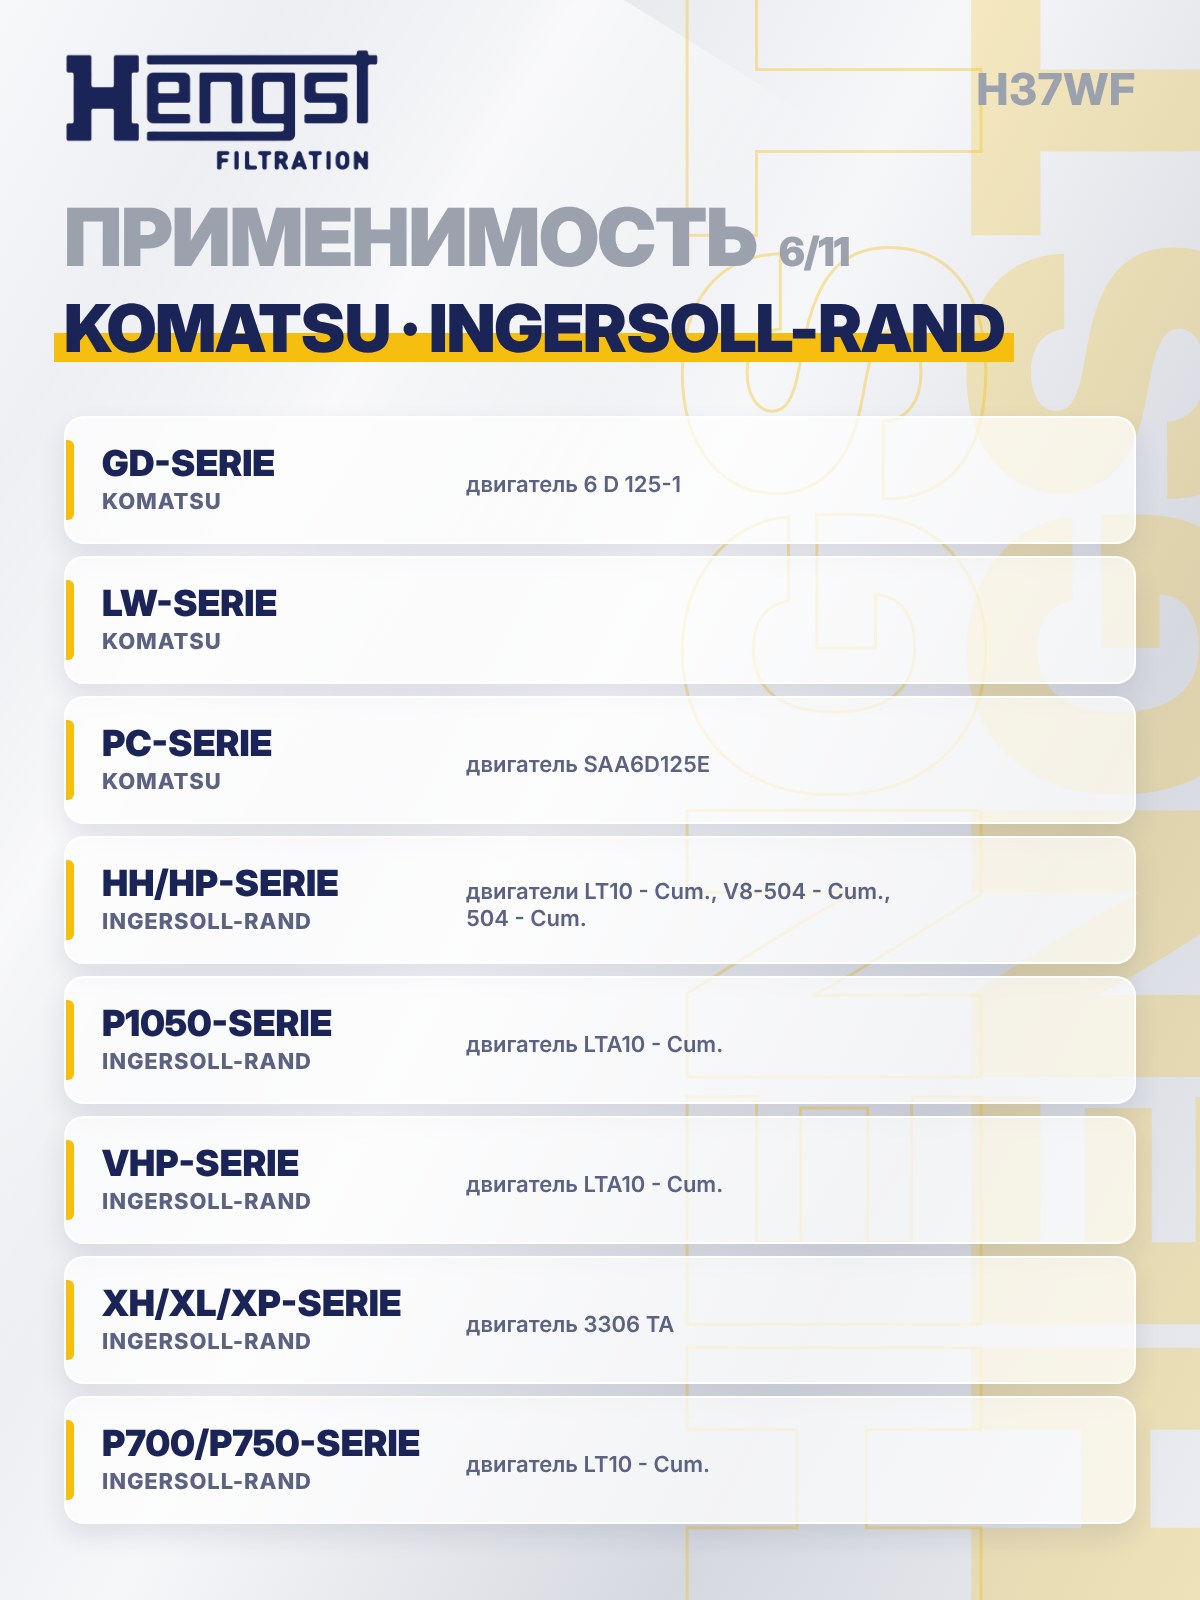 Hengst
FILTRATION
H37WF
ПРИМЕНИМОСТЬ 6/11
KOMATSU · INGERSOLL-RAND
GD-SERIE
KOMATSU
двигатель 6 D 125-1
LW-SERIE
KOMATSU
PC-SERIE
KOMATSU
двигатель SAA6D125E
HH/HP-SERIE
INGERSOLL-RAND
двигатели LT10 - Cum., V8-504 - Cum.,
504 - Cum.
P1050-SERIE
INGERSOLL-RAND
двигатель LTA10 - Cum.
VHP-SERIE
INGERSOLL-RAND
двигатель LTA10 - Cum.
XH/XL/XP-SERIE
INGERSOLL-RAND
двигатель 3306 TA
P700/P750-SERIE
INGERSOLL-RAND
двигатель LT10 - Cum.
HENGST
HENGST